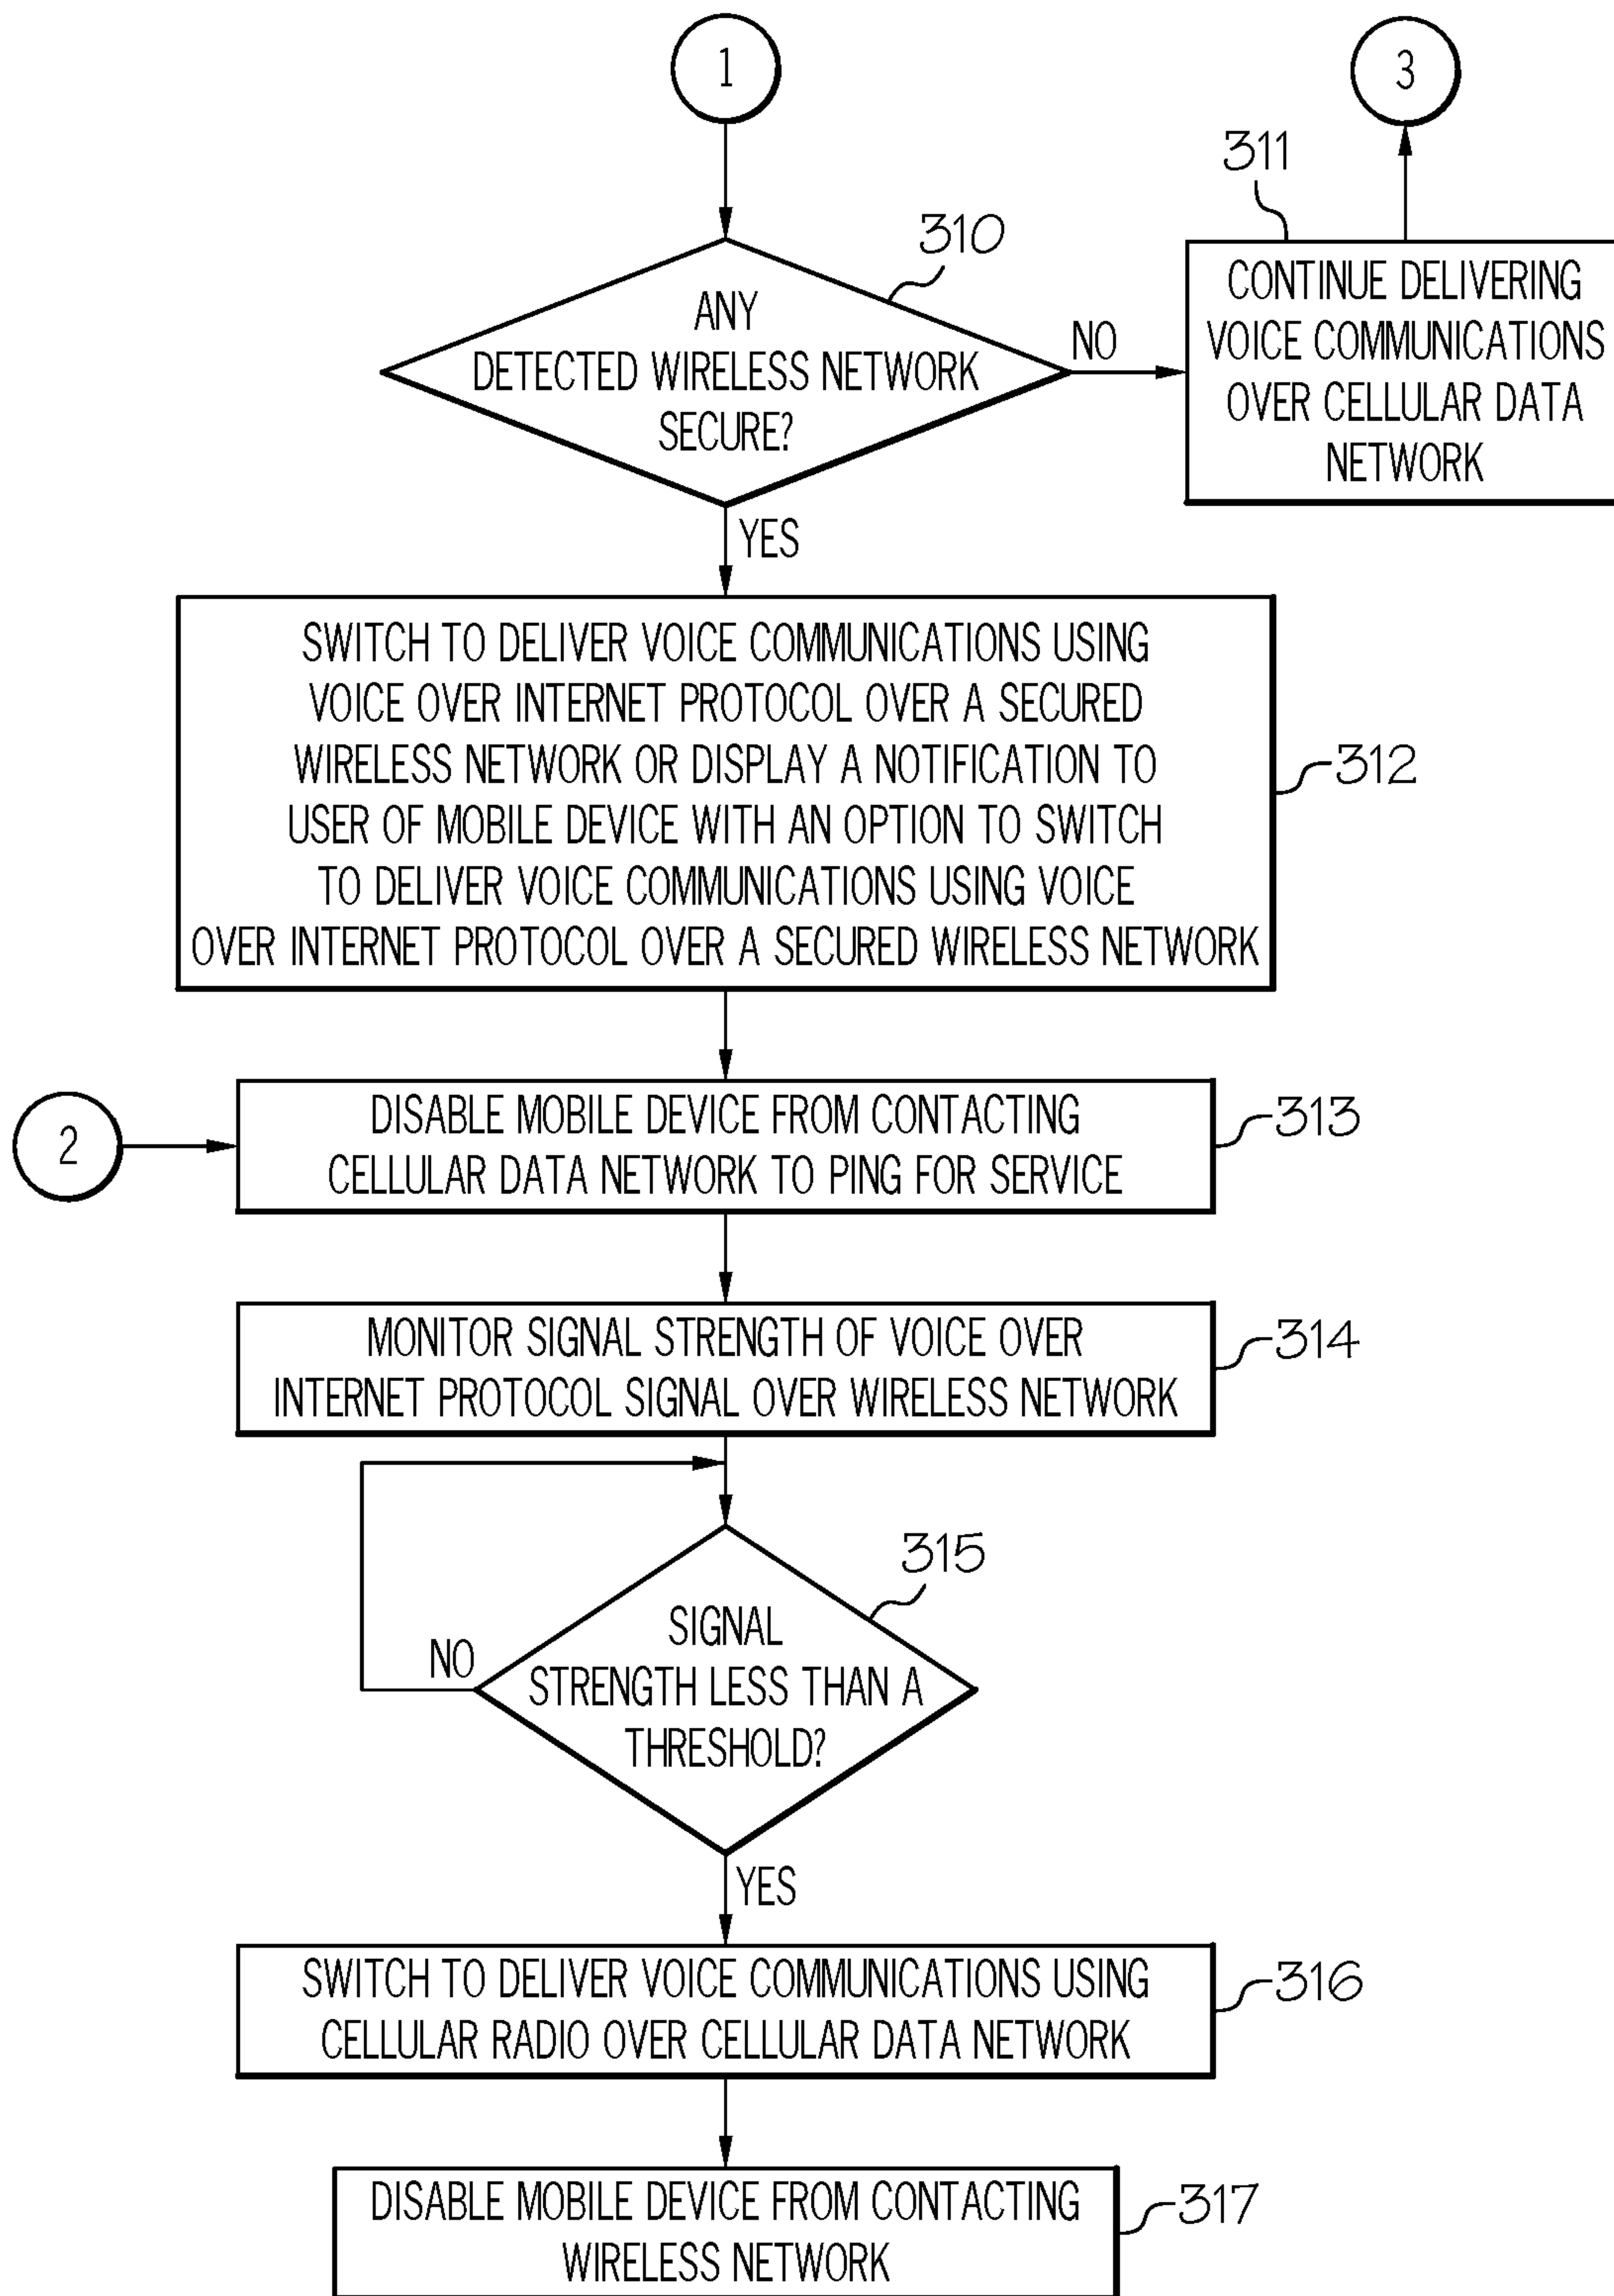 1
3
311
310
CONTINUE DELIVERING
VOICE COMMUNICATIONS
OVER CELLULAR DATA
NETWORK
ANY
DETECTED WIRELESS NETWORK
SECURE?
NO
YES
SWITCH TO DELIVER VOICE COMMUNICATIONS USING
VOICE OVER INTERNET PROTOCOL OVER A SECURED
WIRELESS NETWORK OR DISPLAY A NOTIFICATION TO
USER OF MOBILE DEVICE WITH AN OPTION TO SWITCH
TO DELIVER VOICE COMMUNICATIONS USING VOICE
OVER INTERNET PROTOCOL OVER A SECURED WIRELESS NETWORK
312
2
DISABLE MOBILE DEVICE FROM CONTACTING
CELLULAR DATA NETWORK TO PING FOR SERVICE
313
MONITOR SIGNAL STRENGTH OF VOICE OVER
INTERNET PROTOCOL SIGNAL OVER WIRELESS NETWORK
314
315
SIGNAL
STRENGTH LESS THAN A
THRESHOLD?
NO
YES
SWITCH TO DELIVER VOICE COMMUNICATIONS USING
CELLULAR RADIO OVER CELLULAR DATA NETWORK
316
DISABLE MOBILE DEVICE FROM CONTACTING
WIRELESS NETWORK
317